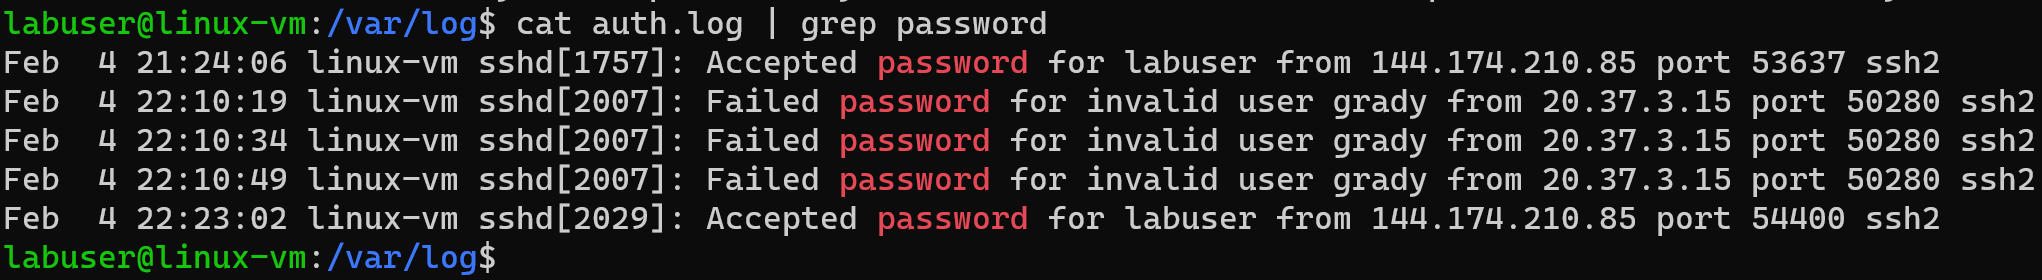 labuser@linux-vm:/var/log$ cat auth.log | grep password
Feb  4 21:24:06 linux-vm sshd[1757]: Accepted password for labuser from 144.174.210.85 port 53637 ssh2
Feb  4 22:10:19 linux-vm sshd[2007]: Failed password for invalid user grady from 20.37.3.15 port 50280 ssh2
Feb  4 22:10:34 linux-vm sshd[2007]: Failed password for invalid user grady from 20.37.3.15 port 50280 ssh2
Feb  4 22:10:49 linux-vm sshd[2007]: Failed password for invalid user grady from 20.37.3.15 port 50280 ssh2
Feb  4 22:23:02 linux-vm sshd[2029]: Accepted password for labuser from 144.174.210.85 port 54400 ssh2
labuser@linux-vm:/var/log$